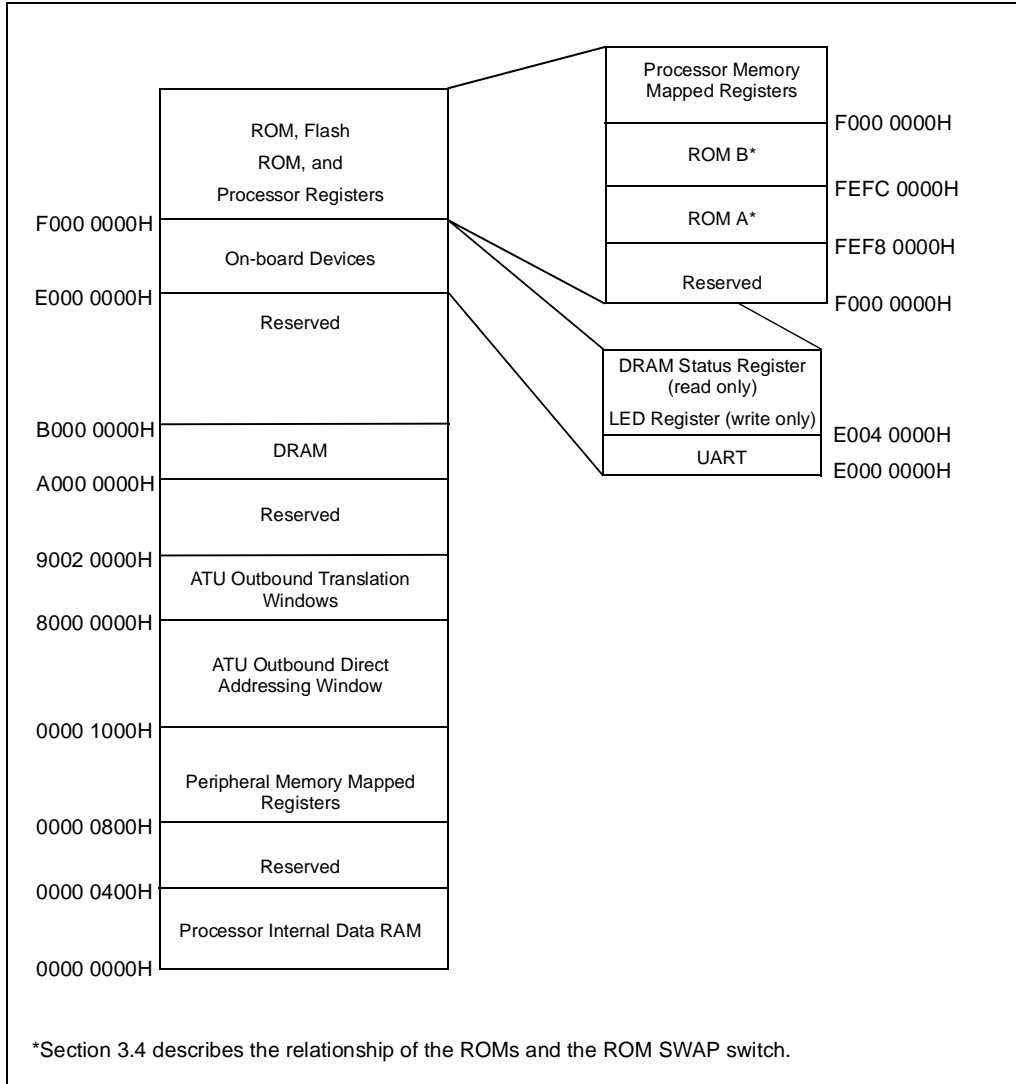 ROM, Flash
ROM, and
Processor Registers
F000 0000H
On-board Devices
E000 0000H
Reserved
B000 0000H
DRAM
A000 0000H
Reserved
9002 0000H
ATU Outbound Translation
Windows
8000 0000H
ATU Outbound Direct
Addressing Window
0000 1000H
Peripheral Memory Mapped
Registers
0000 0800H
Reserved
0000 0400H
Processor Internal Data RAM
0000 0000H
Processor Memory
Mapped Registers
F000 0000H
ROM B*
FEFC 0000H
ROM A*
FEF8 0000H
Reserved
F000 0000H
DRAM Status Register
(read only)
LED Register (write only)
E004 0000H
UART
E000 0000H
*Section 3.4 describes the relationship of the ROMs and the ROM SWAP switch.